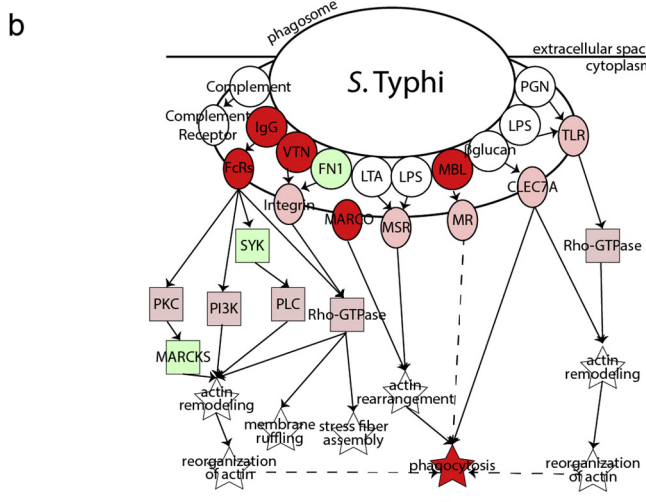 b
phagosome
extracellular spac
cytoplasm
S. Typhi
Complement
PGN
Complement
Receptor
IgG
LPS
TLR
VTN
βglucan
FcRs
FN1
LTA
LPS
MBL
CLEC7A
Integrin
MARCO
MSR
MR
SYK
Rho-GTPase
PKC
PI3K
PLC
Rho-GTPase
MARCKS
actin
remodeling
actin
rearrangement
actin
remodeling
membrane
ruffling
stress fiber
assembly
reorganization
of actin
phagocytosis
reorganization
of actin